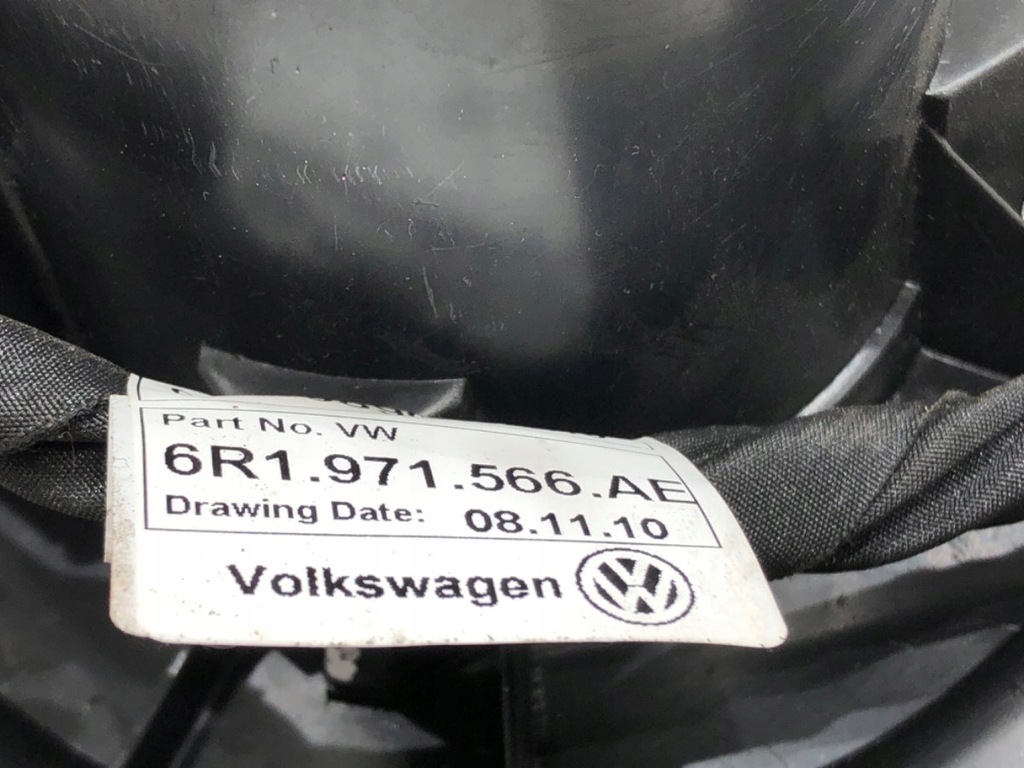 Part No. VW
6R1.971.566.AE
Drawing Date: 08.11.10
Volkswagen